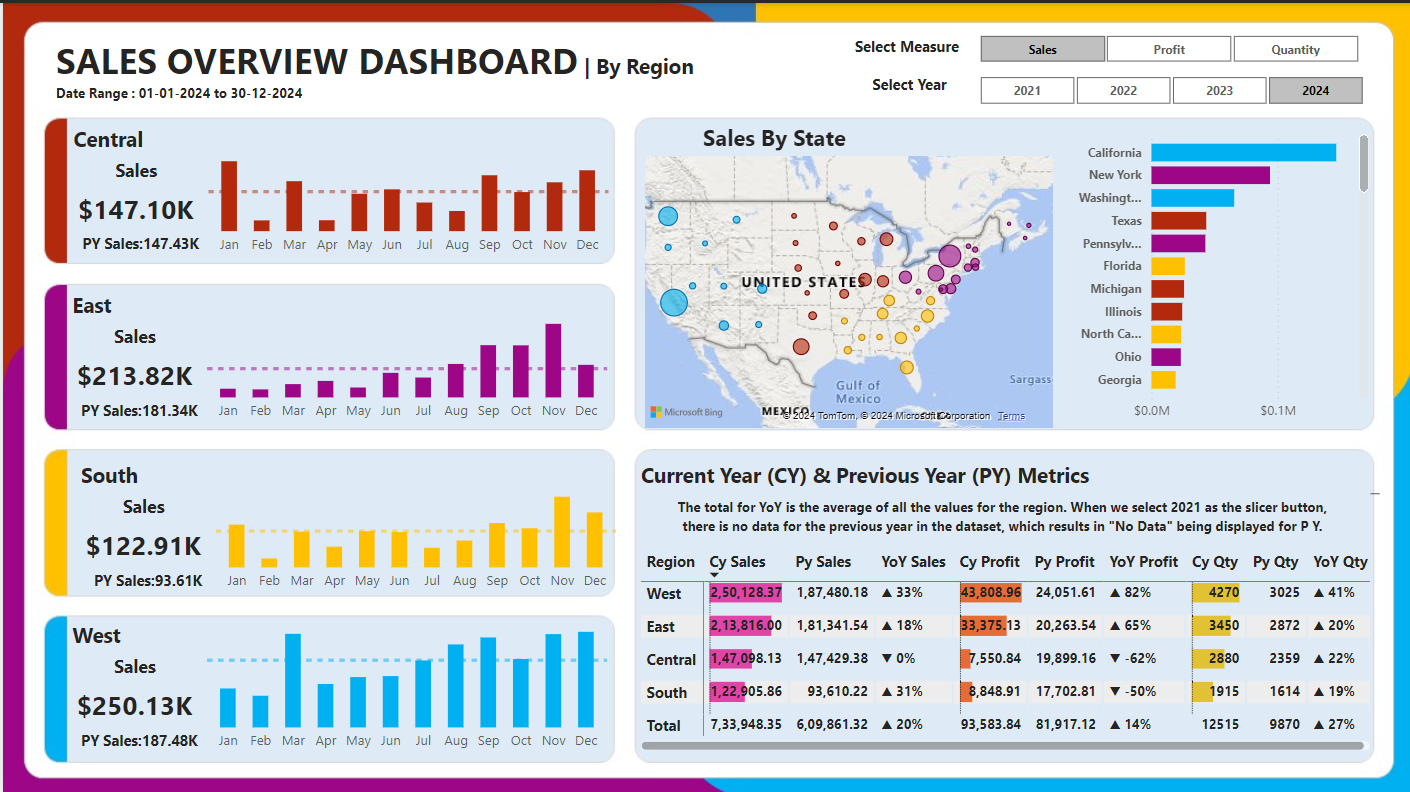 SALES OVERVIEW DASHBOARD | By Region
Date Range : 01-01-2024 to 30-12-2024
Select Measure Sales Profit Quantity
Select Year 2021 2022 2023 2024
Central
Sales
$147.10K
PY Sales:147.43K
Jan Feb Mar Apr May Jun Jul Aug Sep Oct Nov Dec
East
Sales
$213.82K
PY Sales:181.34K
Jan Feb Mar Apr May Jun Jul Aug Sep Oct Nov Dec
South
Sales
$122.91K
PY Sales:93.61K
Jan Feb Mar Apr May Jun Jul Aug Sep Oct Nov Dec
West
Sales
$250.13K
PY Sales:187.48K
Jan Feb Mar Apr May Jun Jul Aug Sep Oct Nov Dec
Sales By State
UNITED STATES
Gulf of
Mexico
Sargass
MEXICO
Microsoft Bing
© 2024 TomTom, © 2024 Microsoft Corporation Terms
California
New York
Washingt...
Texas
Pennsylv...
Florida
Michigan
Illinois
North Ca...
Ohio
Georgia
$0.0M $0.1M
Current Year (CY) & Previous Year (PY) Metrics
The total for YoY is the average of all the values for the region. When we select 2021 as the slicer button,
there is no data for the previous year in the dataset, which results in "No Data" being displayed for P Y.
Region Cy Sales Py Sales YoY Sales Cy Profit Py Profit YoY Profit Cy Qty Py Qty YoY Qty
West 2,50,128.37 1,87,480.18 ▲ 33% 43,808.96 24,051.61 ▲ 82% 4270 3025 ▲ 41%
East 2,13,816.00 1,81,341.54 ▲ 18% 33,375.13 20,263.54 ▲ 65% 3450 2872 ▲ 20%
Central 1,47,098.13 1,47,429.38 ▼ 0% 7,550.84 19,899.16 ▼ -62% 2880 2359 ▲ 22%
South 1,22,905.86 93,610.22 ▲ 31% 8,848.91 17,702.81 ▼ -50% 1915 1614 ▲ 19%
Total 7,33,948.35 6,09,861.32 ▲ 20% 93,583.84 81,917.12 ▲ 14% 12515 9870 ▲ 27%